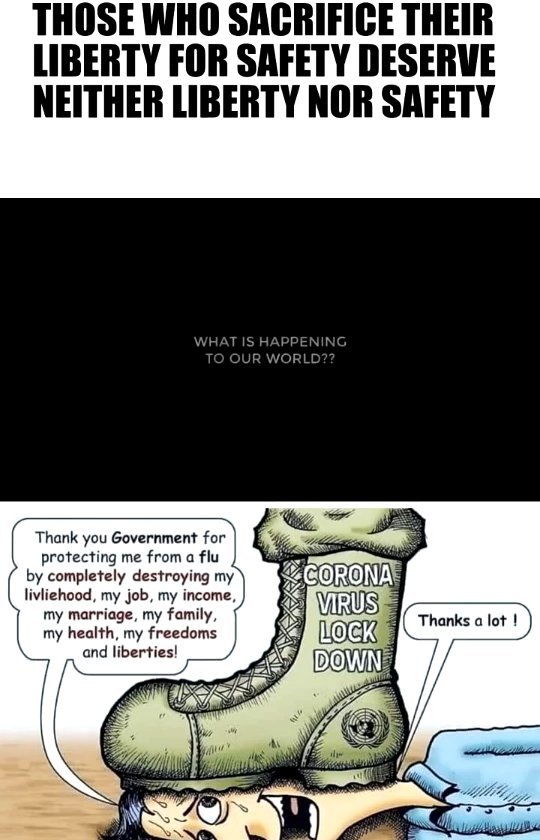 THOSE WHO SACRIFICE THEIR
LIBERTY FOR SAFETY DESERVE
NEITHER LIBERTY NOR SAFETY
WHAT IS HAPPENING
TO OUR WORLD??
Thank you Government for
protecting me from a flu
by completely destroying my
livliehood, my job, my income,
my marriage, my family,
my health, my freedoms
and liberties!
CORONA
VIRUS
LOCK
DOWN
Thanks a lot !